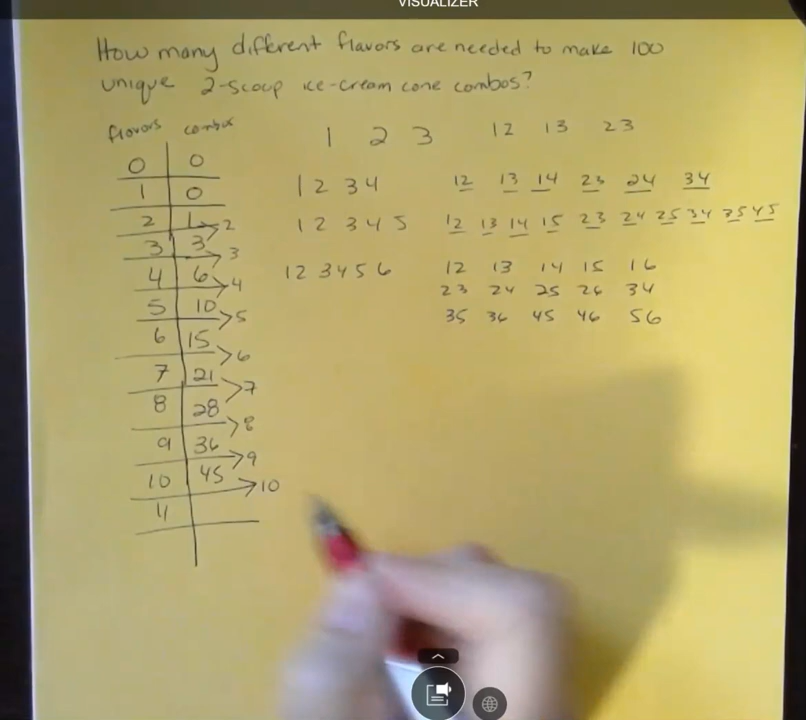 VISUALIZER
How many different flavors are needed to make 100
unique 2-scoop ice-cream cone combos?
flavors combos
1 2 3 12 13 23
0 0
1 0
1 2 3 4 12 13 14 23 24 34
2 1 2
1 2 3 4 5 12 13 14 15 23 24 25 34 35 45
3 3 3
4 6 4
1 2 3 4 5 6 12 13 14 15 16
23 24 25 26 34
5 10 5
35 36 45 46 56
6 15 6
7 21 7
8 28 8
9 36 9
10 45 10
11